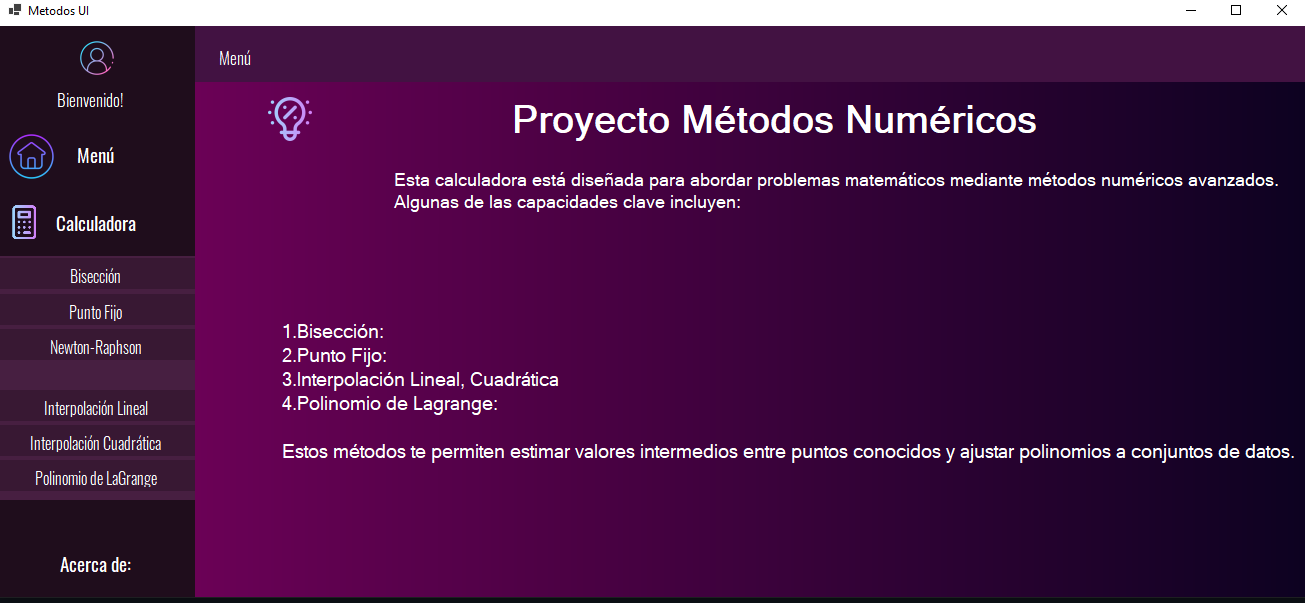 Metodos UI
Bienvenido!
Menú
Calculadora
Bisección
Punto Fijo
Newton-Raphson
Interpolación Lineal
Interpolación Cuadrática
Polinomio de LaGrange
Acerca de:
Menú
Proyecto Métodos Numéricos
Esta calculadora está diseñada para abordar problemas matemáticos mediante métodos numéricos avanzados.
Algunas de las capacidades clave incluyen:
1.Bisección:
2.Punto Fijo:
3.Interpolación Lineal, Cuadrática
4.Polinomio de Lagrange:
Estos métodos te permiten estimar valores intermedios entre puntos conocidos y ajustar polinomios a conjuntos de datos.